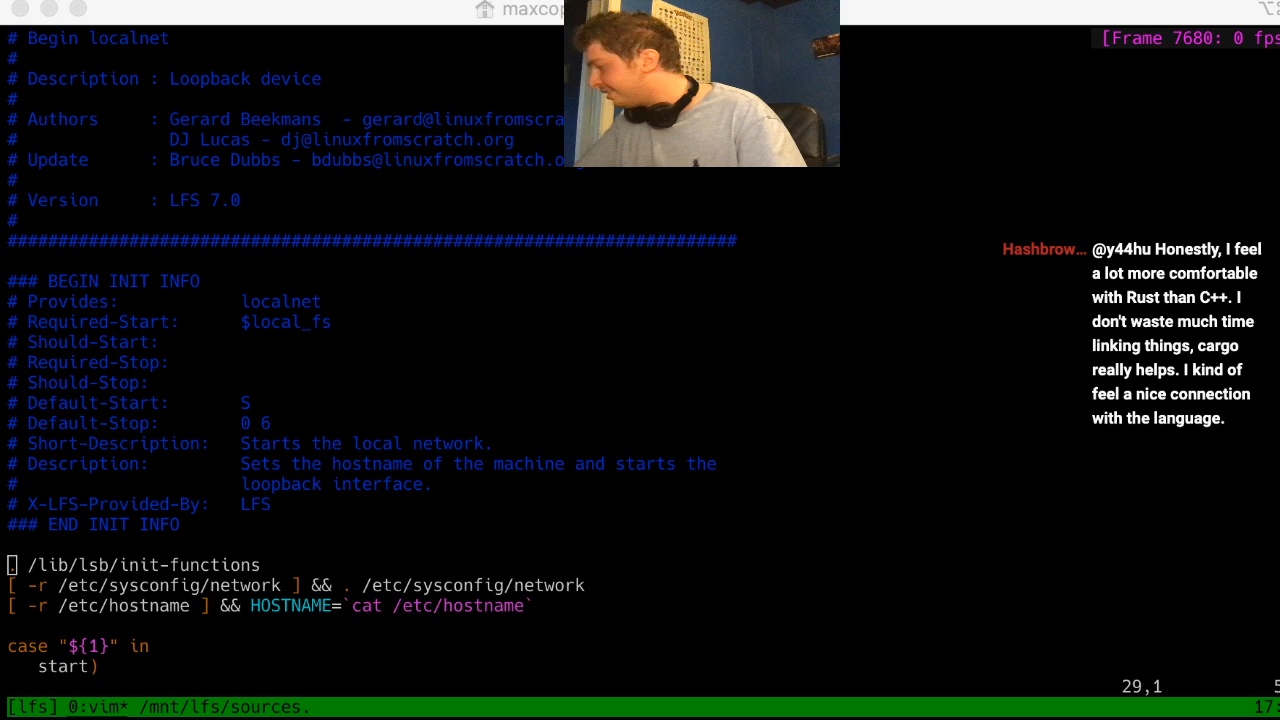 maxcop
# Begin localnet
[Frame 7680: 0 fps
#
# Description : Loopback device
#
# Authors     : Gerard Beekmans  - gerard@linuxfromscra
#               DJ Lucas - dj@linuxfromscratch.org
# Update      : Bruce Dubbs - bdubbs@linuxfromscratch.o
#
# Version     : LFS 7.0
#
########################################################################
Hashbrow… @y44hu Honestly, I feel
a lot more comfortable
with Rust than C++. I
don't waste much time
linking things, cargo
really helps. I kind of
feel a nice connection
with the language.
### BEGIN INIT INFO
# Provides:            localnet
# Required-Start:      $local_fs
# Should-Start:
# Required-Stop:
# Should-Stop:
# Default-Start:       S
# Default-Stop:        0 6
# Short-Description:   Starts the local network.
# Description:         Sets the hostname of the machine and starts the
#                      loopback interface.
# X-LFS-Provided-By:   LFS
### END INIT INFO
. /lib/lsb/init-functions
[ -r /etc/sysconfig/network ] && . /etc/sysconfig/network
[ -r /etc/hostname ] && HOSTNAME=`cat /etc/hostname`
case "${1}" in
   start)
29,1
[lfs] 0:vim* /mnt/lfs/sources.
17: